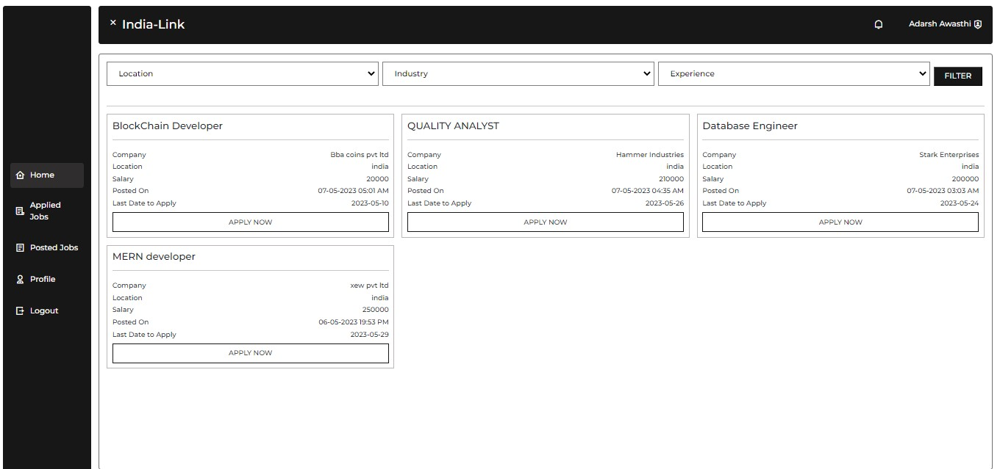 × India-Link
Adarsh Awasthi
Home
Applied
Jobs
Posted Jobs
Profile
Logout
Location Industry Experience FILTER
BlockChain Developer
Company Bba coins pvt ltd
Location india
Salary 20000
Posted On 07-05-2023 05:01 AM
Last Date to Apply 2023-05-10
APPLY NOW
QUALITY ANALYST
Company Hammer Industries
Location india
Salary 210000
Posted On 07-05-2023 04:35 AM
Last Date to Apply 2023-05-26
APPLY NOW
Database Engineer
Company Stark Enterprises
Location india
Salary 200000
Posted On 07-05-2023 03:03 AM
Last Date to Apply 2023-05-24
APPLY NOW
MERN developer
Company xew pvt ltd
Location india
Salary 250000
Posted On 06-05-2023 19:53 PM
Last Date to Apply 2023-05-29
APPLY NOW